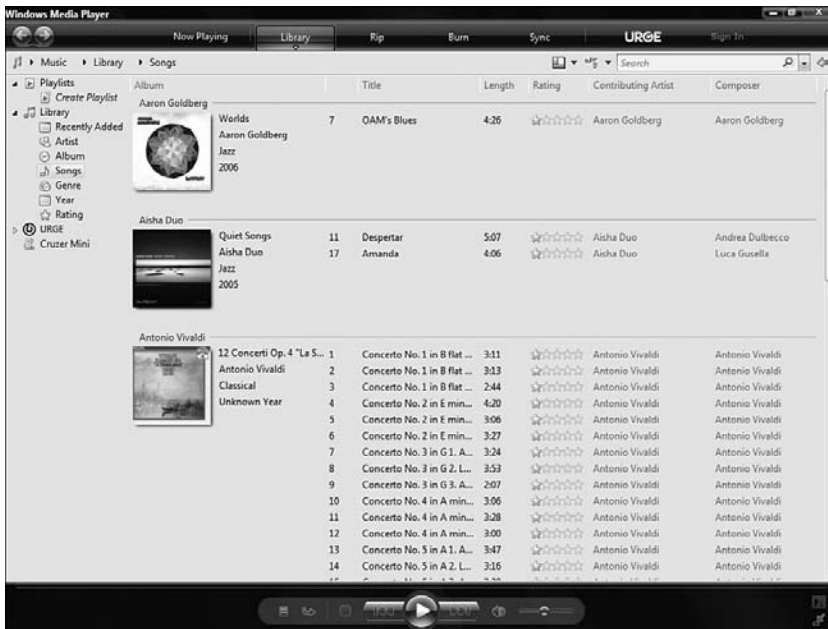 Windows Media Player
Now Playing Library Rip Burn Sync URGE Sign In
Music Library Songs Search
Playlists
Create Playlist
Library
Recently Added
Artist
Album
Songs
Genre
Year
Rating
URGE
Cruzer Mini
Album Title Length Rating Contributing Artist Composer
Aaron Goldberg
Worlds 7 OAM's Blues 4:26 Aaron Goldberg Aaron Goldberg
Aaron Goldberg
Jazz
2006
Aisha Duo
Quiet Songs 11 Despertar 5:07 Aisha Duo Andrea Dulbecco
Aisha Duo 17 Amanda 4:06 Aisha Duo Luca Gusella
Jazz
2005
Antonio Vivaldi
12 Concerti Op. 4 "La S... 1 Concerto No. 1 in B flat ... 3:11 Antonio Vivaldi Antonio Vivaldi
Antonio Vivaldi 2 Concerto No. 1 in B flat ... 3:13 Antonio Vivaldi Antonio Vivaldi
Classical 3 Concerto No. 1 in B flat ... 2:44 Antonio Vivaldi Antonio Vivaldi
Unknown Year 4 Concerto No. 2 in E min... 4:20 Antonio Vivaldi Antonio Vivaldi
5 Concerto No. 2 in E min... 3:06 Antonio Vivaldi Antonio Vivaldi
6 Concerto No. 2 in E min... 3:27 Antonio Vivaldi Antonio Vivaldi
7 Concerto No. 3 in G 1. A... 3:24 Antonio Vivaldi Antonio Vivaldi
8 Concerto No. 3 in G 2. L... 3:53 Antonio Vivaldi Antonio Vivaldi
9 Concerto No. 3 in G 3. A... 2:07 Antonio Vivaldi Antonio Vivaldi
10 Concerto No. 4 in A min... 3:06 Antonio Vivaldi Antonio Vivaldi
11 Concerto No. 4 in A min... 3:28 Antonio Vivaldi Antonio Vivaldi
12 Concerto No. 4 in A min... 3:00 Antonio Vivaldi Antonio Vivaldi
13 Concerto No. 5 in A 1. A... 3:47 Antonio Vivaldi Antonio Vivaldi
14 Concerto No. 5 in A 2. L... 3:16 Antonio Vivaldi Antonio Vivaldi